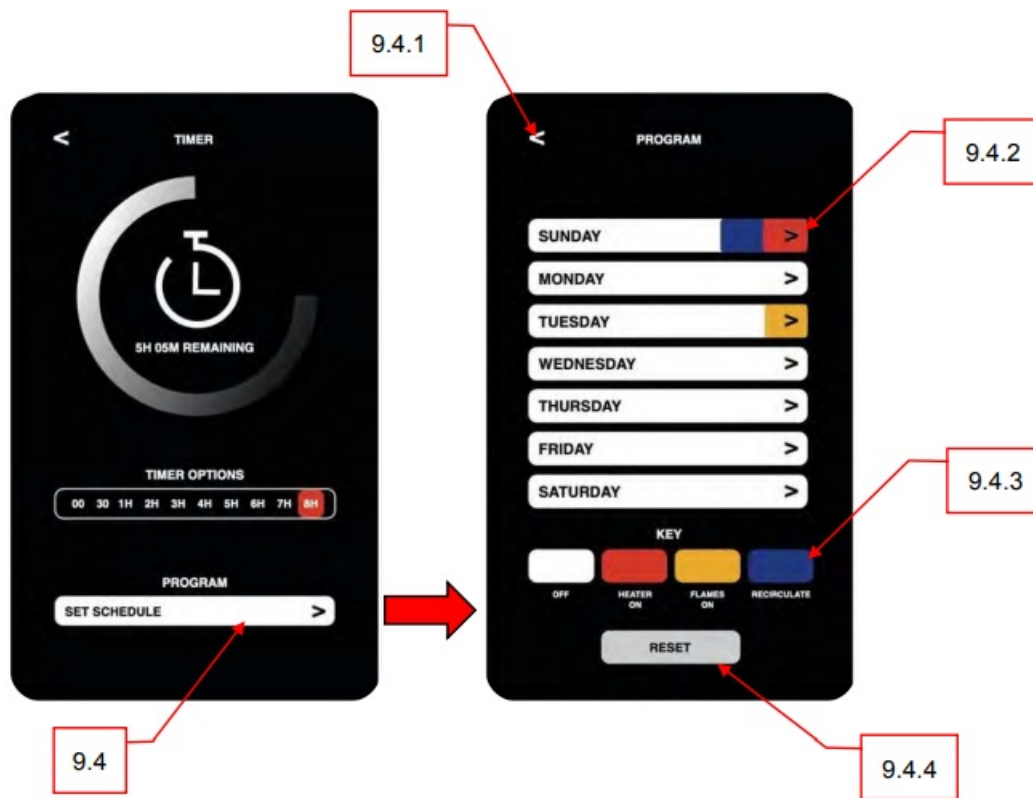 9.4.1
<
TIMER
5H 05M REMAINING
TIMER OPTIONS
00 30 1H 2H 3H 4H 5H 6H 7H 8H
PROGRAM
SET SCHEDULE >
9.4
<
PROGRAM
9.4.2
SUNDAY >
MONDAY >
TUESDAY >
WEDNESDAY >
THURSDAY >
FRIDAY >
SATURDAY >
9.4.3
KEY
OFF
HEATER
ON
FLAMES
ON
RECIRCULATE
RESET
9.4.4